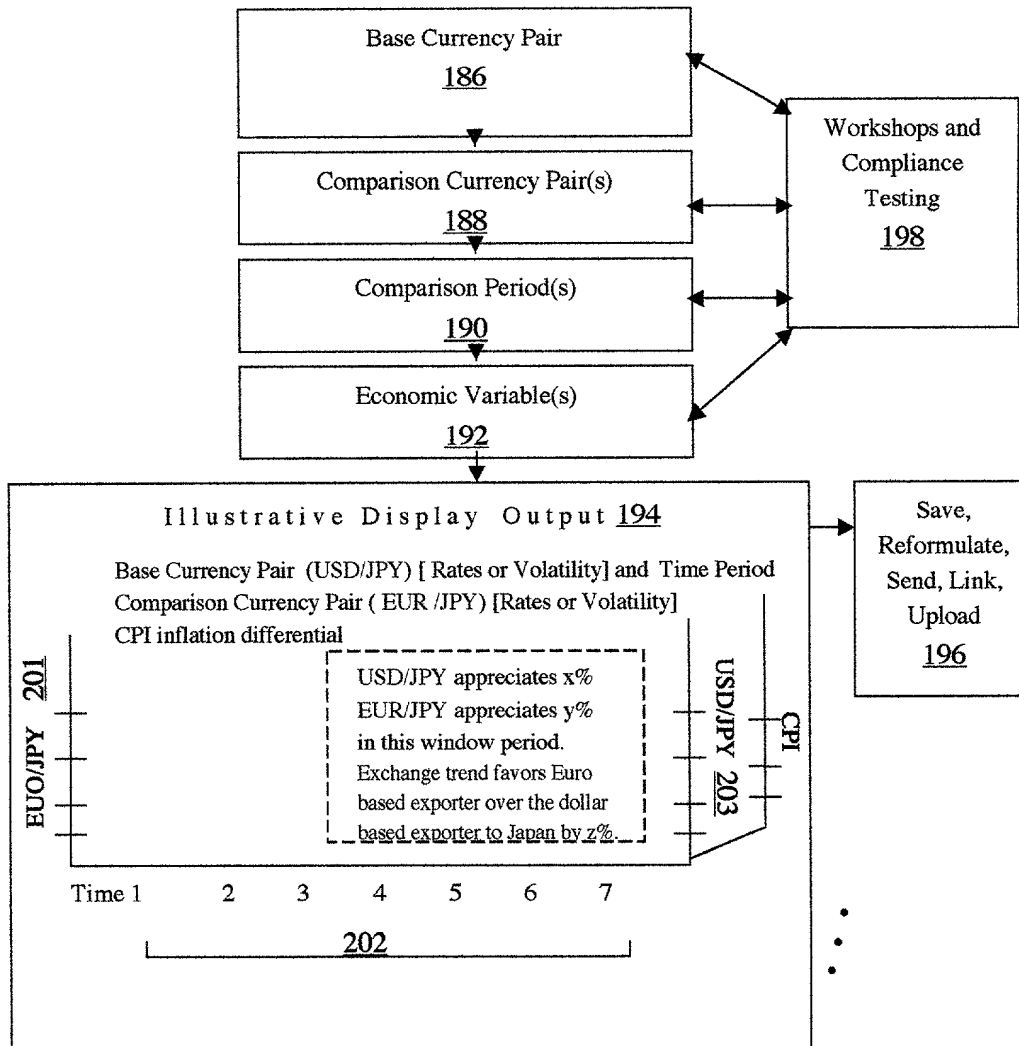 Base Currency Pair
186
Comparison Currency Pair(s)
188
Comparison Period(s)
190
Economic Variable(s)
192
Workshops and
Compliance
Testing
198
Illustrative Display Output 194
Base Currency Pair (USD/JPY) [ Rates or Volatility] and Time Period
Comparison Currency Pair ( EUR /JPY) [Rates or Volatility]
CPI inflation differential
USD/JPY appreciates x%
EUR/JPY appreciates y%
in this window period.
Exchange trend favors Euro
based exporter over the dollar
based exporter to Japan by z%.
EUO/JPY 201
USD/JPY 203
CPI
Time 1 2 3 4 5 6 7
202
Save,
Reformulate,
Send, Link,
Upload
196